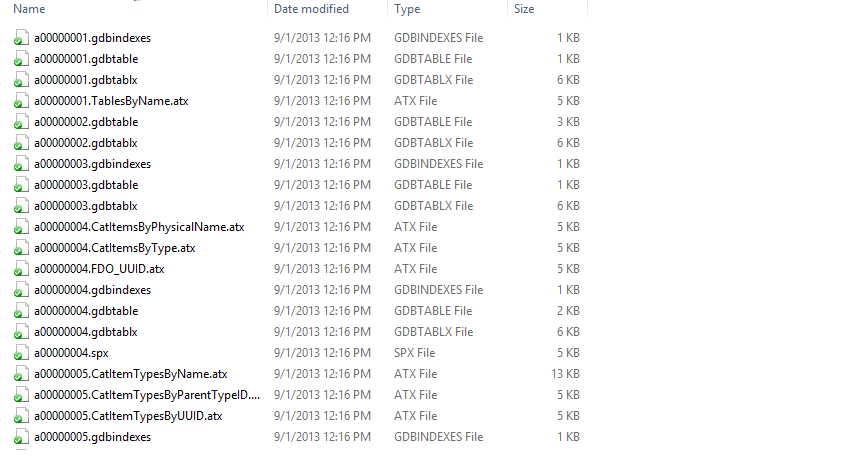 Name Date modified Type Size
a00000001.gdbindexes 9/1/2013 12:16 PM GDBINDEXES File 1 KB
a00000001.gdbtable 9/1/2013 12:16 PM GDBTABLE File 1 KB
a00000001.gdbtablx 9/1/2013 12:16 PM GDBTABLX File 6 KB
a00000001.TablesByName.atx 9/1/2013 12:16 PM ATX File 5 KB
a00000002.gdbtable 9/1/2013 12:16 PM GDBTABLE File 3 KB
a00000002.gdbtablx 9/1/2013 12:16 PM GDBTABLX File 6 KB
a00000003.gdbindexes 9/1/2013 12:16 PM GDBINDEXES File 1 KB
a00000003.gdbtable 9/1/2013 12:16 PM GDBTABLE File 1 KB
a00000003.gdbtablx 9/1/2013 12:16 PM GDBTABLX File 6 KB
a00000004.CatItemsByPhysicalName.atx 9/1/2013 12:16 PM ATX File 5 KB
a00000004.CatItemsByType.atx 9/1/2013 12:16 PM ATX File 5 KB
a00000004.FDO_UUID.atx 9/1/2013 12:16 PM ATX File 5 KB
a00000004.gdbindexes 9/1/2013 12:16 PM GDBINDEXES File 1 KB
a00000004.gdbtable 9/1/2013 12:16 PM GDBTABLE File 2 KB
a00000004.gdbtablx 9/1/2013 12:16 PM GDBTABLX File 6 KB
a00000004.spx 9/1/2013 12:16 PM SPX File 5 KB
a00000005.CatItemTypesByName.atx 9/1/2013 12:16 PM ATX File 13 KB
a00000005.CatItemTypesByParentTypeID.... 9/1/2013 12:16 PM ATX File 5 KB
a00000005.CatItemTypesByUUID.atx 9/1/2013 12:16 PM ATX File 5 KB
a00000005.gdbindexes 9/1/2013 12:16 PM GDBINDEXES File 1 KB